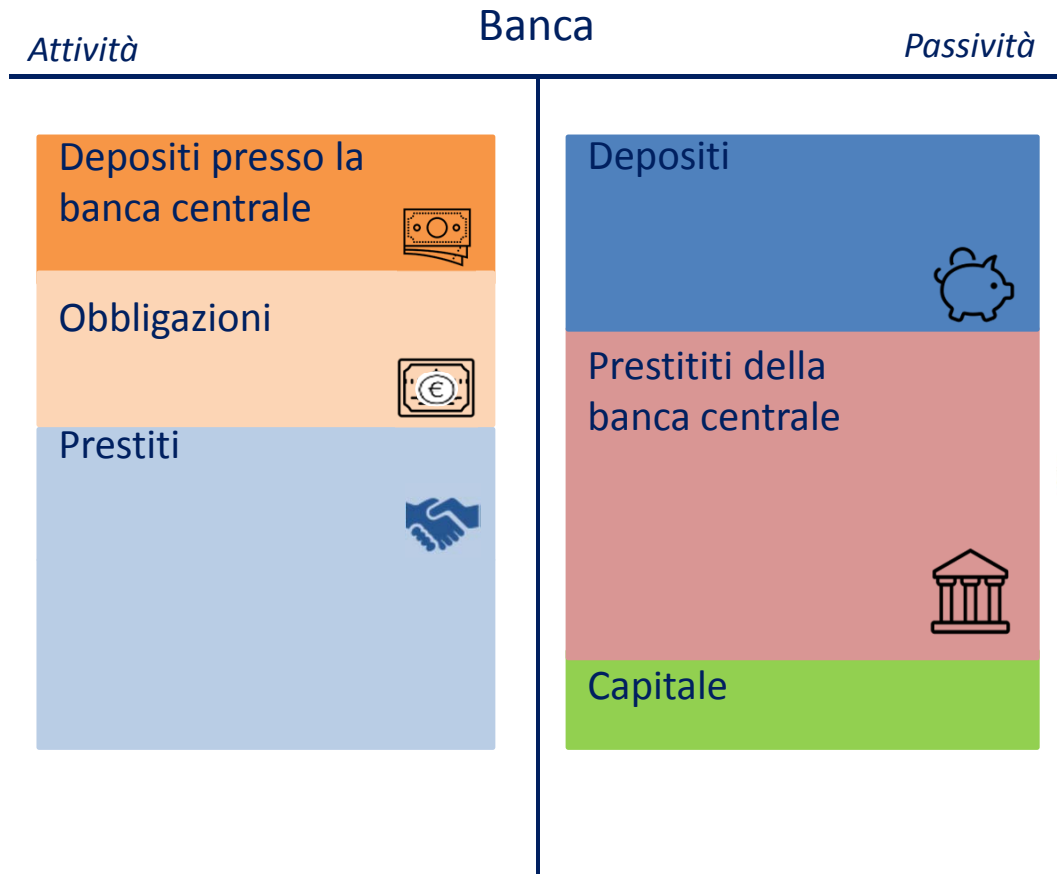 Banca
Attività
Passività
Depositi presso la
banca centrale
Obbligazioni
€
Prestiti
Depositi
Prestititi della
banca centrale
Capitale